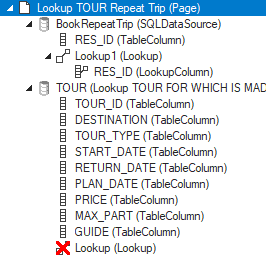 Lookup TOUR Repeat Trip (Page)
BookRepeatTrip (SQLDataSource)
RES_ID (TableColumn)
Lookup1 (Lookup)
RES_ID (LookupColumn)
TOUR (Lookup TOUR FOR WHICH IS MAD
TOUR_ID (TableColumn)
DESTINATION (TableColumn)
TOUR_TYPE (TableColumn)
START_DATE (TableColumn)
RETURN_DATE (TableColumn)
PLAN_DATE (TableColumn)
PRICE (TableColumn)
MAX_PART (TableColumn)
GUIDE (TableColumn)
Lookup (Lookup)